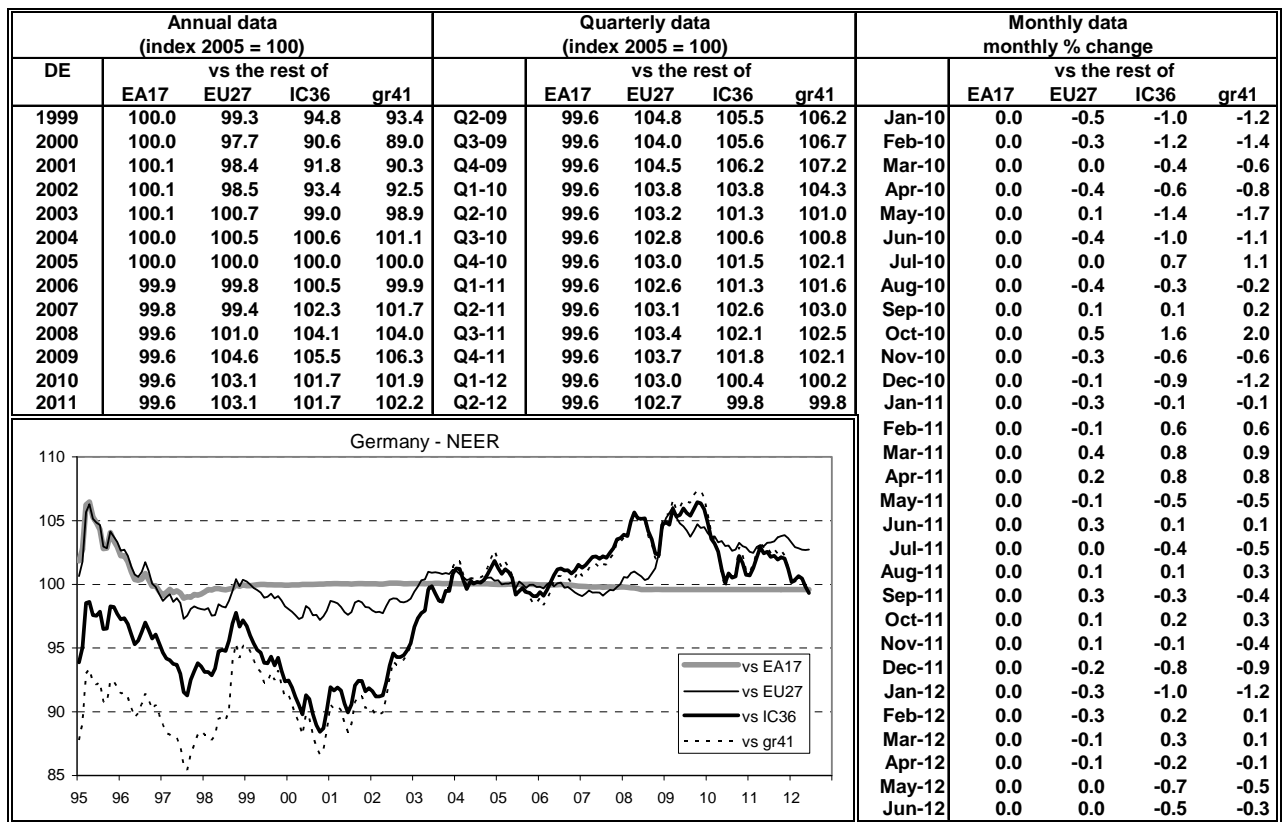 Annual data
(index 2005 = 100)
DE vs the rest of
EA17 EU27 IC36 gr41
1999 100.0 99.3 94.8 93.4
2000 100.0 97.7 90.6 89.0
2001 100.1 98.4 91.8 90.3
2002 100.1 98.5 93.4 92.5
2003 100.1 100.7 99.0 98.9
2004 100.0 100.5 100.6 101.1
2005 100.0 100.0 100.0 100.0
2006 99.9 99.8 100.5 99.9
2007 99.8 99.4 102.3 101.7
2008 99.6 101.0 104.1 104.0
2009 99.6 104.6 105.5 106.3
2010 99.6 103.1 101.7 101.9
2011 99.6 103.1 101.7 102.2
Quarterly data
(index 2005 = 100)
vs the rest of
EA17 EU27 IC36 gr41
Q2-09 99.6 104.8 105.5 106.2
Q3-09 99.6 104.0 105.6 106.7
Q4-09 99.6 104.5 106.2 107.2
Q1-10 99.6 103.8 103.8 104.3
Q2-10 99.6 103.2 101.3 101.0
Q3-10 99.6 102.8 100.6 100.8
Q4-10 99.6 103.0 101.5 102.1
Q1-11 99.6 102.6 101.3 101.6
Q2-11 99.6 103.1 102.6 103.0
Q3-11 99.6 103.4 102.1 102.5
Q4-11 99.6 103.7 101.8 102.1
Q1-12 99.6 103.0 100.4 100.2
Q2-12 99.6 102.7 99.8 99.8
Monthly data
monthly % change
vs the rest of
EA17 EU27 IC36 gr41
Jan-10 0.0 -0.5 -1.0 -1.2
Feb-10 0.0 -0.3 -1.2 -1.4
Mar-10 0.0 0.0 -0.4 -0.6
Apr-10 0.0 -0.4 -0.6 -0.8
May-10 0.0 0.1 -1.4 -1.7
Jun-10 0.0 -0.4 -1.0 -1.1
Jul-10 0.0 0.0 0.7 1.1
Aug-10 0.0 -0.4 -0.3 -0.2
Sep-10 0.0 0.1 0.1 0.2
Oct-10 0.0 0.5 1.6 2.0
Nov-10 0.0 -0.3 -0.6 -0.6
Dec-10 0.0 -0.1 -0.9 -1.2
Jan-11 0.0 -0.3 -0.1 -0.1
Feb-11 0.0 -0.1 0.6 0.6
Mar-11 0.0 0.4 0.8 0.9
Apr-11 0.0 0.2 0.8 0.8
May-11 0.0 -0.1 -0.5 -0.5
Jun-11 0.0 0.3 0.1 0.1
Jul-11 0.0 0.0 -0.4 -0.5
Aug-11 0.0 0.1 0.1 0.3
Sep-11 0.0 0.3 -0.3 -0.4
Oct-11 0.0 0.1 0.2 0.3
Nov-11 0.0 0.1 -0.1 -0.4
Dec-11 0.0 -0.2 -0.8 -0.9
Jan-12 0.0 -0.3 -1.0 -1.2
Feb-12 0.0 -0.3 0.2 0.1
Mar-12 0.0 -0.1 0.3 0.1
Apr-12 0.0 -0.1 -0.2 -0.1
May-12 0.0 0.0 -0.7 -0.5
Jun-12 0.0 0.0 -0.5 -0.3
Germany - NEER
110
105
100
95
90
85
95 96 97 98 99 00 01 02 03 04 05 06 07 08 09 10 11 12
vs EA17
vs EU27
vs IC36
vs gr41